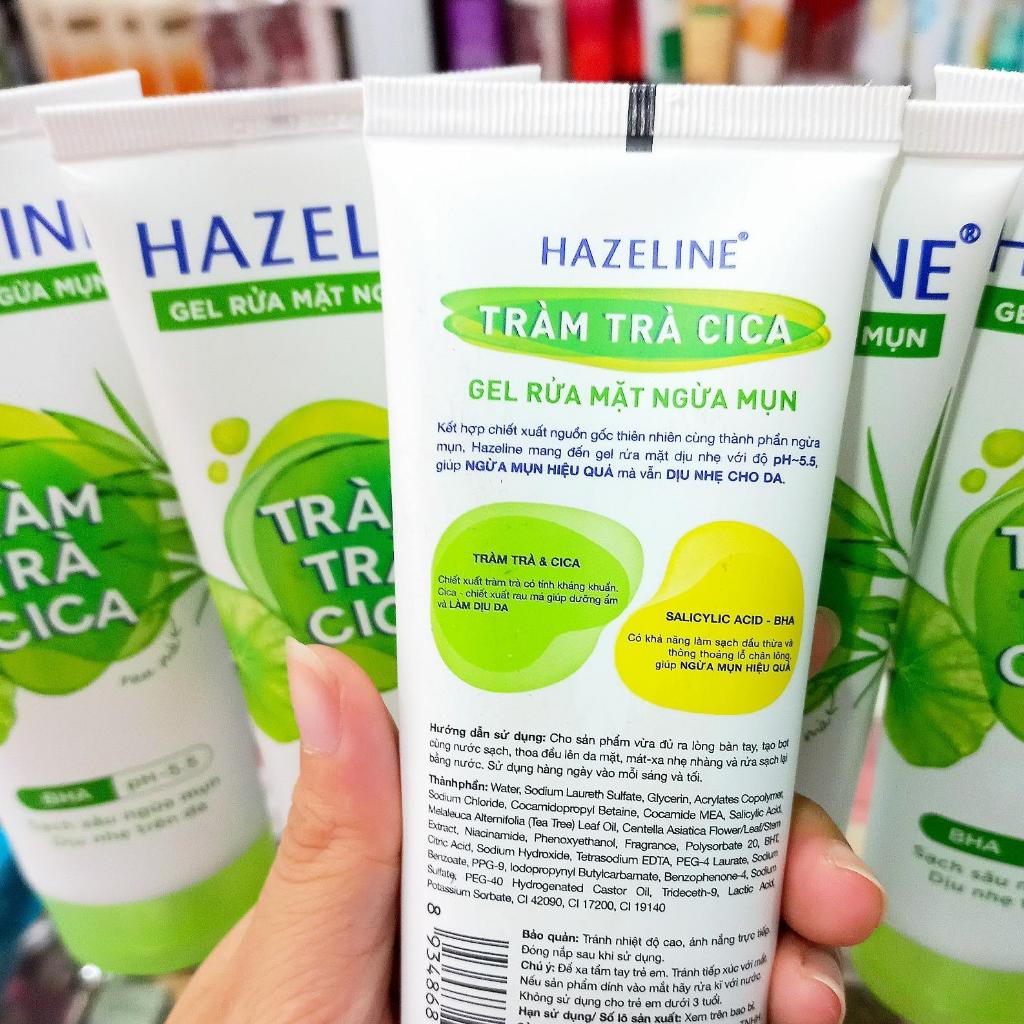 HAZELINE®
TRÀM TRÀ CICA
GEL RỬA MẶT NGỪA MỤN
Kết hợp chiết xuất nguồn gốc thiên nhiên cùng thành phần ngừa
mụn, Hazeline mang đến gel rửa mặt dịu nhẹ với độ pH~5.5,
giúp NGỪA MỤN HIỆU QUẢ mà vẫn DỊU NHẸ CHO DA.
TRÀM TRÀ & CICA
Chiết xuất tràm trà có tính kháng khuẩn.
Cica - chiết xuất rau má giúp dưỡng ẩm
và LÀM DỊU DA
SALICYLIC ACID - BHA
Có khả năng làm sạch dầu thừa và
thông thoáng lỗ chân lông,
giúp NGỪA MỤN HIỆU QUẢ
Hướng dẫn sử dụng: Cho sản phẩm vừa đủ ra lòng bàn tay, tạo bọt
cùng nước sạch, thoa đều lên da mặt, mát-xa nhẹ nhàng và rửa sạch lại
bằng nước. Sử dụng hàng ngày vào mỗi sáng và tối.
Thành phần: Water, Sodium Laureth Sulfate, Glycerin, Acrylates Copolymer,
Sodium Chloride, Cocamidopropyl Betaine, Cocamide MEA, Salicylic Acid,
Melaleuca Alternifolia (Tea Tree) Leaf Oil, Centella Asiatica Flower/Leaf/Stem
Extract, Niacinamide, Phenoxyethanol, Fragrance, Polysorbate 20, BHT,
Citric Acid, Sodium Hydroxide, Tetrasodium EDTA, PEG-4 Laurate, Sodium
Benzoate, PPG-9, Iodopropynyl Butylcarbamate, Benzophenone-4, Sodium
Sulfate, PEG-40 Hydrogenated Castor Oil, Trideceth-9, Lactic Acid,
Potassium Sorbate, CI 42090, CI 17200, CI 19140
8 934868
Bảo quản: Tránh nhiệt độ cao, ánh nắng trực tiếp.
Đóng nắp sau khi sử dụng.
Chú ý: Để xa tầm tay trẻ em. Tránh tiếp xúc với mắt.
Nếu sản phẩm dính vào mắt hãy rửa kĩ với nước.
Không sử dụng cho trẻ em dưới 3 tuổi.
Hạn sử dụng/ Số lô sản xuất: Xem trên bao bì.
INE
GỪA MỤN
ÀM
TRÀ
CICA
BHA pH~5.5
Sạch sâu ngừa mụn
Dịu nhẹ trên da
HAZEL
GEL RỬA MẶT NG
TRÀ
TRÀ
CIC
NE®
MỤN
H
GE
T
BHA
Sạch sâu n
Dịu nhẹ